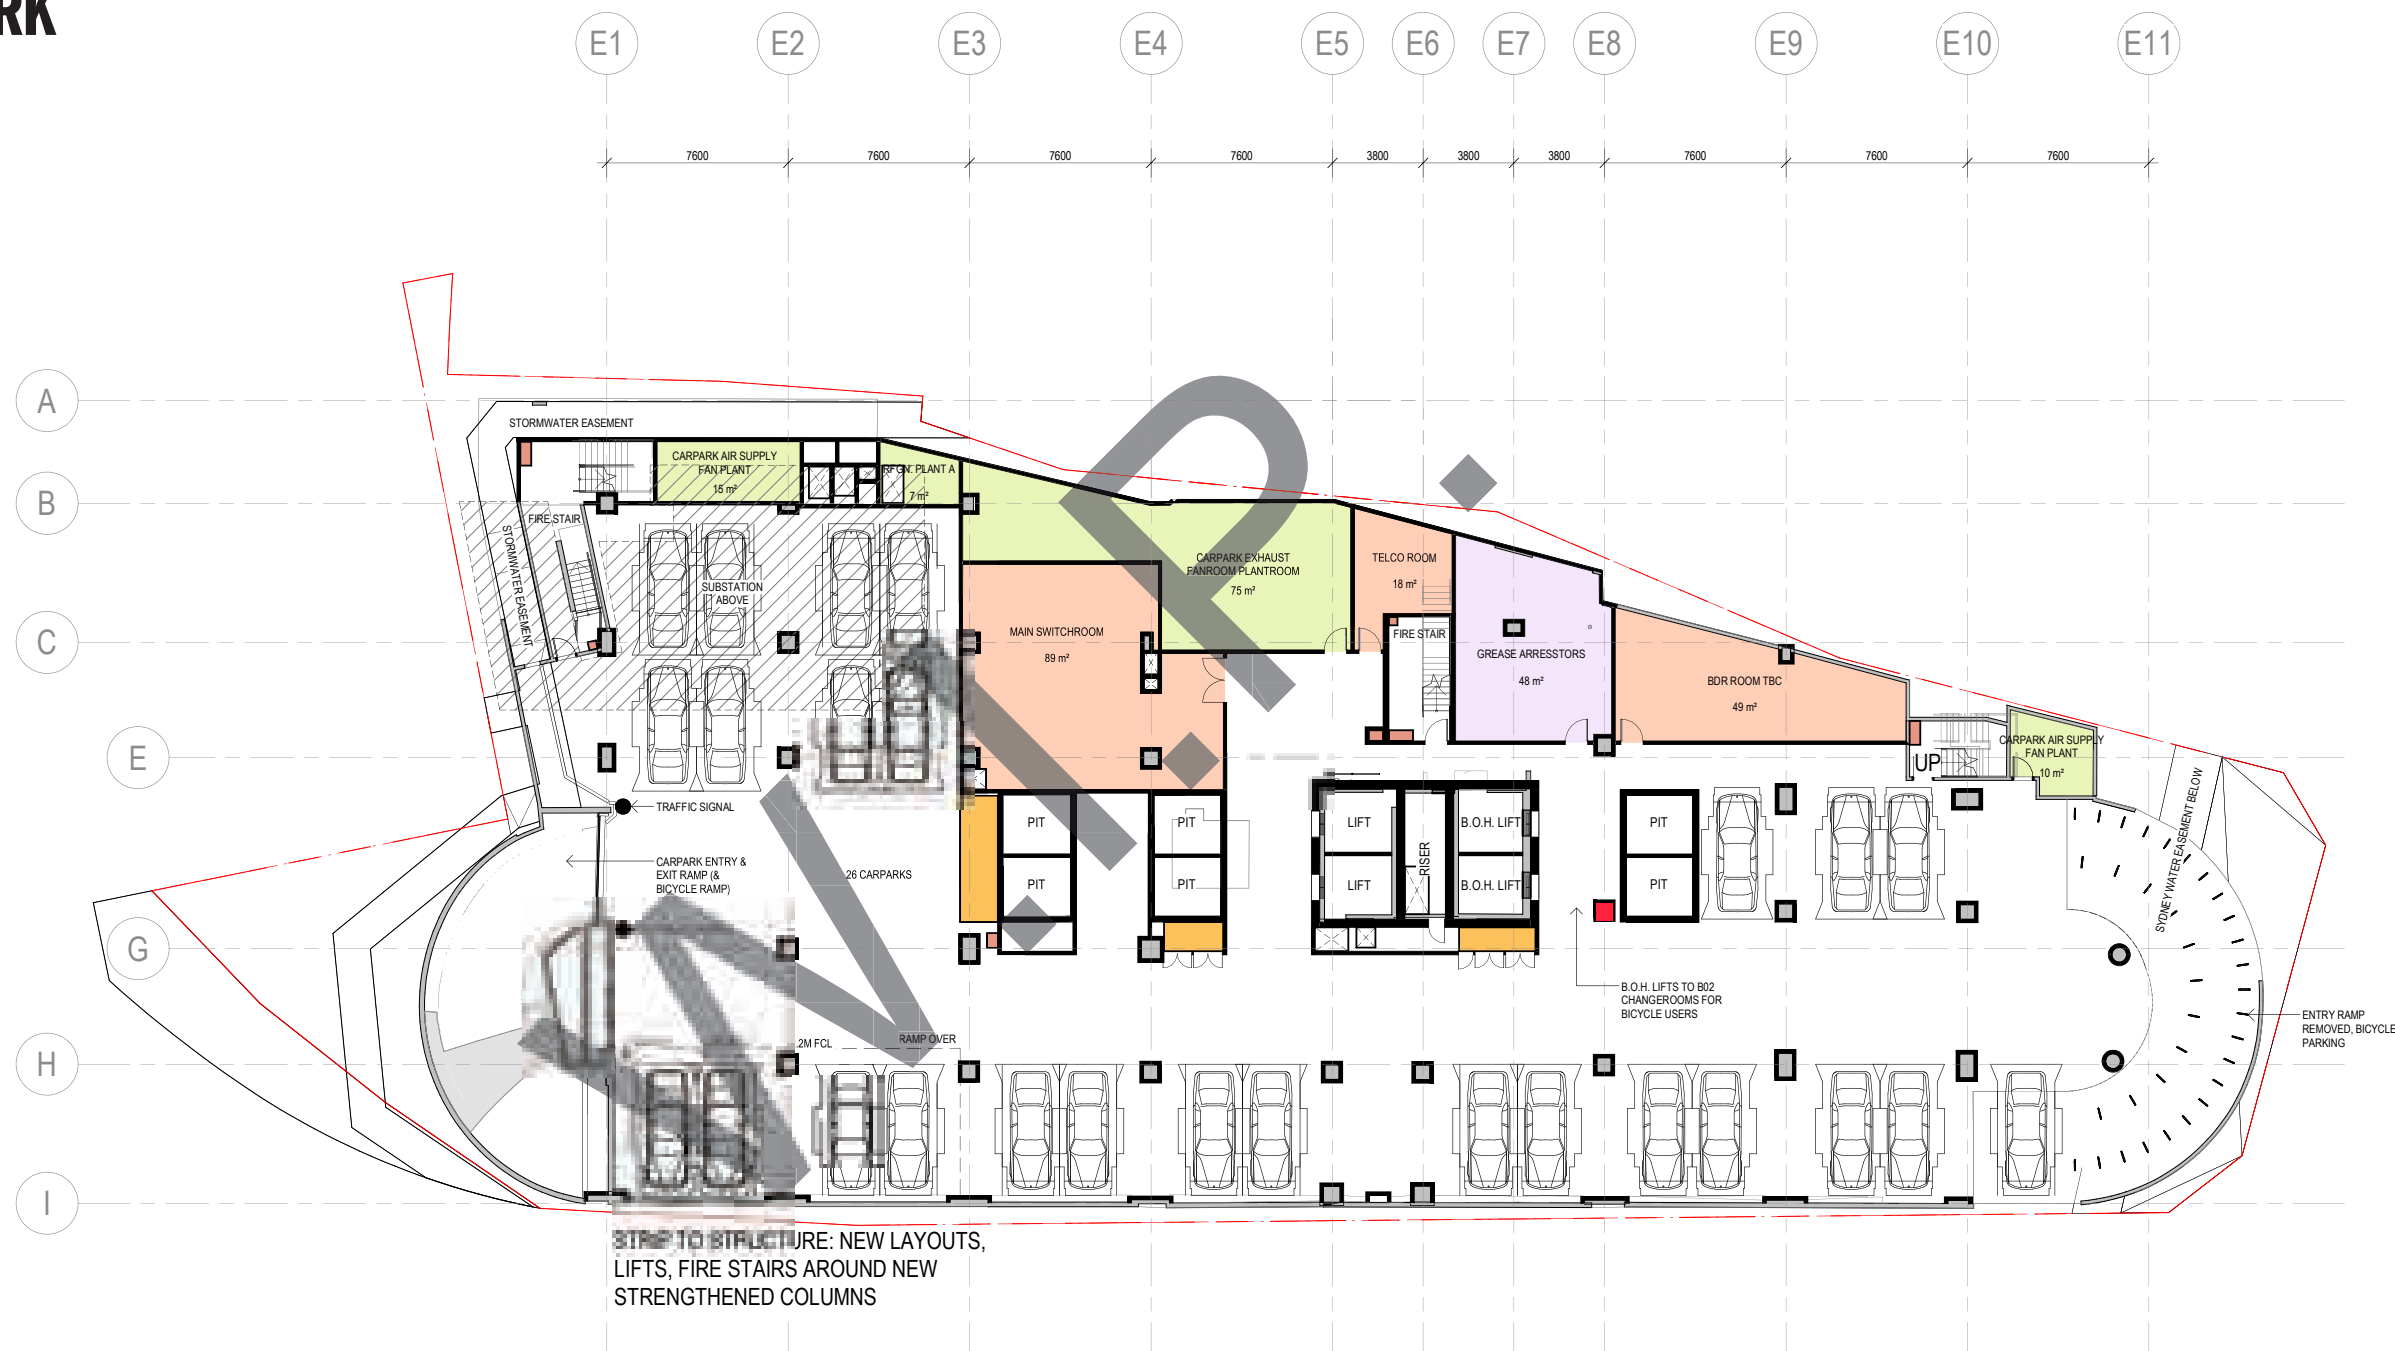 RK
E1 E2 E3 E4 E5 E6 E7 E8 E9 E10 E11
7600 7600 7600 7600 3800 3800 3800 7600 7600 7600
A
STORMWATER EASEMENT
CARPARK AIR SUPPLY
FAN PLANT
15 m²
RFGN. PLANT A
7 m²
B
FIRE STAIR
STORMWATER EASEMENT
SUBSTATION
ABOVE
CARPARK EXHAUST
FANROOM PLANTROOM
75 m²
TELCO ROOM
18 m²
C
MAIN SWITCHROOM
89 m²
FIRE STAIR
GREASE ARRESSTORS
48 m²
BDR ROOM TBC
49 m²
E
CARPARK AIR SUPPLY
FAN PLANT
10 m²
UP
SYDNEY WATER EASEMENT BELOW
TRAFFIC SIGNAL
PIT
PIT
LIFT
B.O.H. LIFT
PIT
CARPARK ENTRY &
EXIT RAMP (&
BICYCLE RAMP)
26 CARPARKS
PIT
PIT
LIFT
RISER
B.O.H. LIFT
PIT
G
B.O.H. LIFTS TO B02
CHANGEROOMS FOR
BICYCLE USERS
ENTRY RAMP
REMOVED, BICYCLE
PARKING
2M FCL
RAMP OVER
H
I
STRIP TO STRUCTURE: NEW LAYOUTS,
LIFTS, FIRE STAIRS AROUND NEW
STRENGTHENED COLUMNS